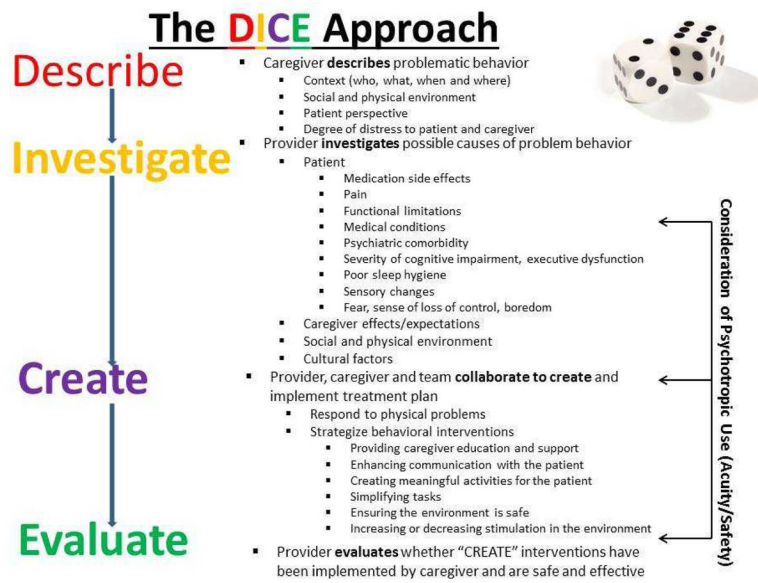 The DICE Approach
Describe
▪ Caregiver describes problematic behavior
▪ Context (who, what, when and where)
▪ Social and physical environment
▪ Patient perspective
▪ Degree of distress to patient and caregiver
Investigate
▪ Provider investigates possible causes of problem behavior
▪ Patient
▪ Medication side effects
▪ Pain
▪ Functional limitations
▪ Medical conditions
▪ Psychiatric comorbidity
▪ Severity of cognitive impairment, executive dysfunction
▪ Poor sleep hygiene
▪ Sensory changes
▪ Fear, sense of loss of control, boredom
▪ Caregiver effects/expectations
▪ Social and physical environment
▪ Cultural factors
Create
▪ Provider, caregiver and team collaborate to create and
implement treatment plan
▪ Respond to physical problems
▪ Strategize behavioral interventions
▪ Providing caregiver education and support
▪ Enhancing communication with the patient
▪ Creating meaningful activities for the patient
▪ Simplifying tasks
▪ Ensuring the environment is safe
▪ Increasing or decreasing stimulation in the environment
Evaluate
▪ Provider evaluates whether “CREATE” interventions have
been implemented by caregiver and are safe and effective
Consideration of Psychotropic Use (Acuity/Safety)